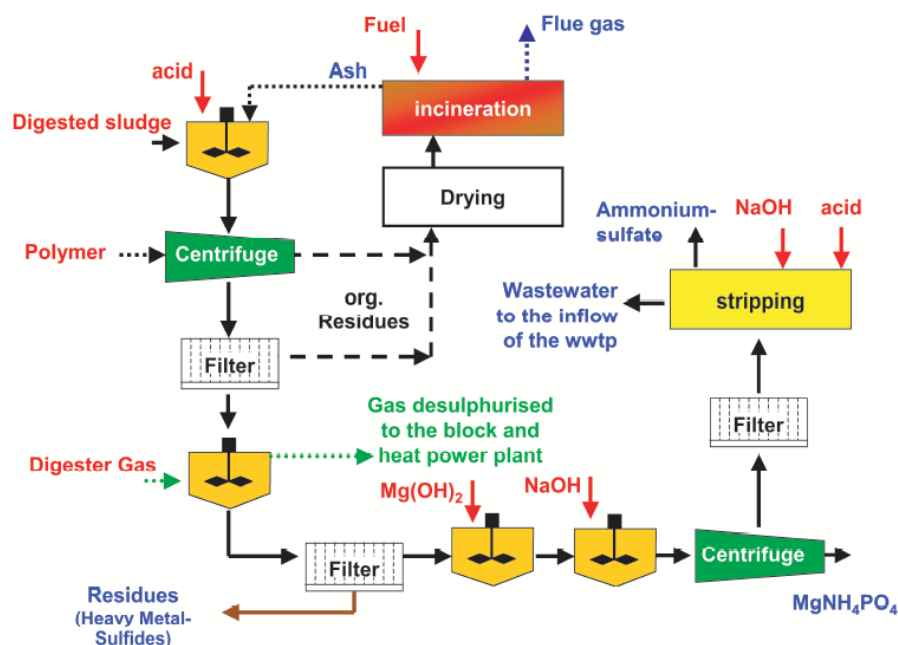 Fuel
Flue gas
Ash
acid
incineration
Digested sludge
Drying
Ammonium-
sulfate
NaOH
acid
Polymer
Centrifuge
org.
Residues
Wastewater
to the inflow
of the wwtp
stripping
Filter
Gas desulphurised
to the block and
heat power plant
Filter
Digester Gas
Mg(OH)₂
NaOH
Centrifuge
Filter
MgNH₄PO₄
Residues
(Heavy Metal-
Sulfides)